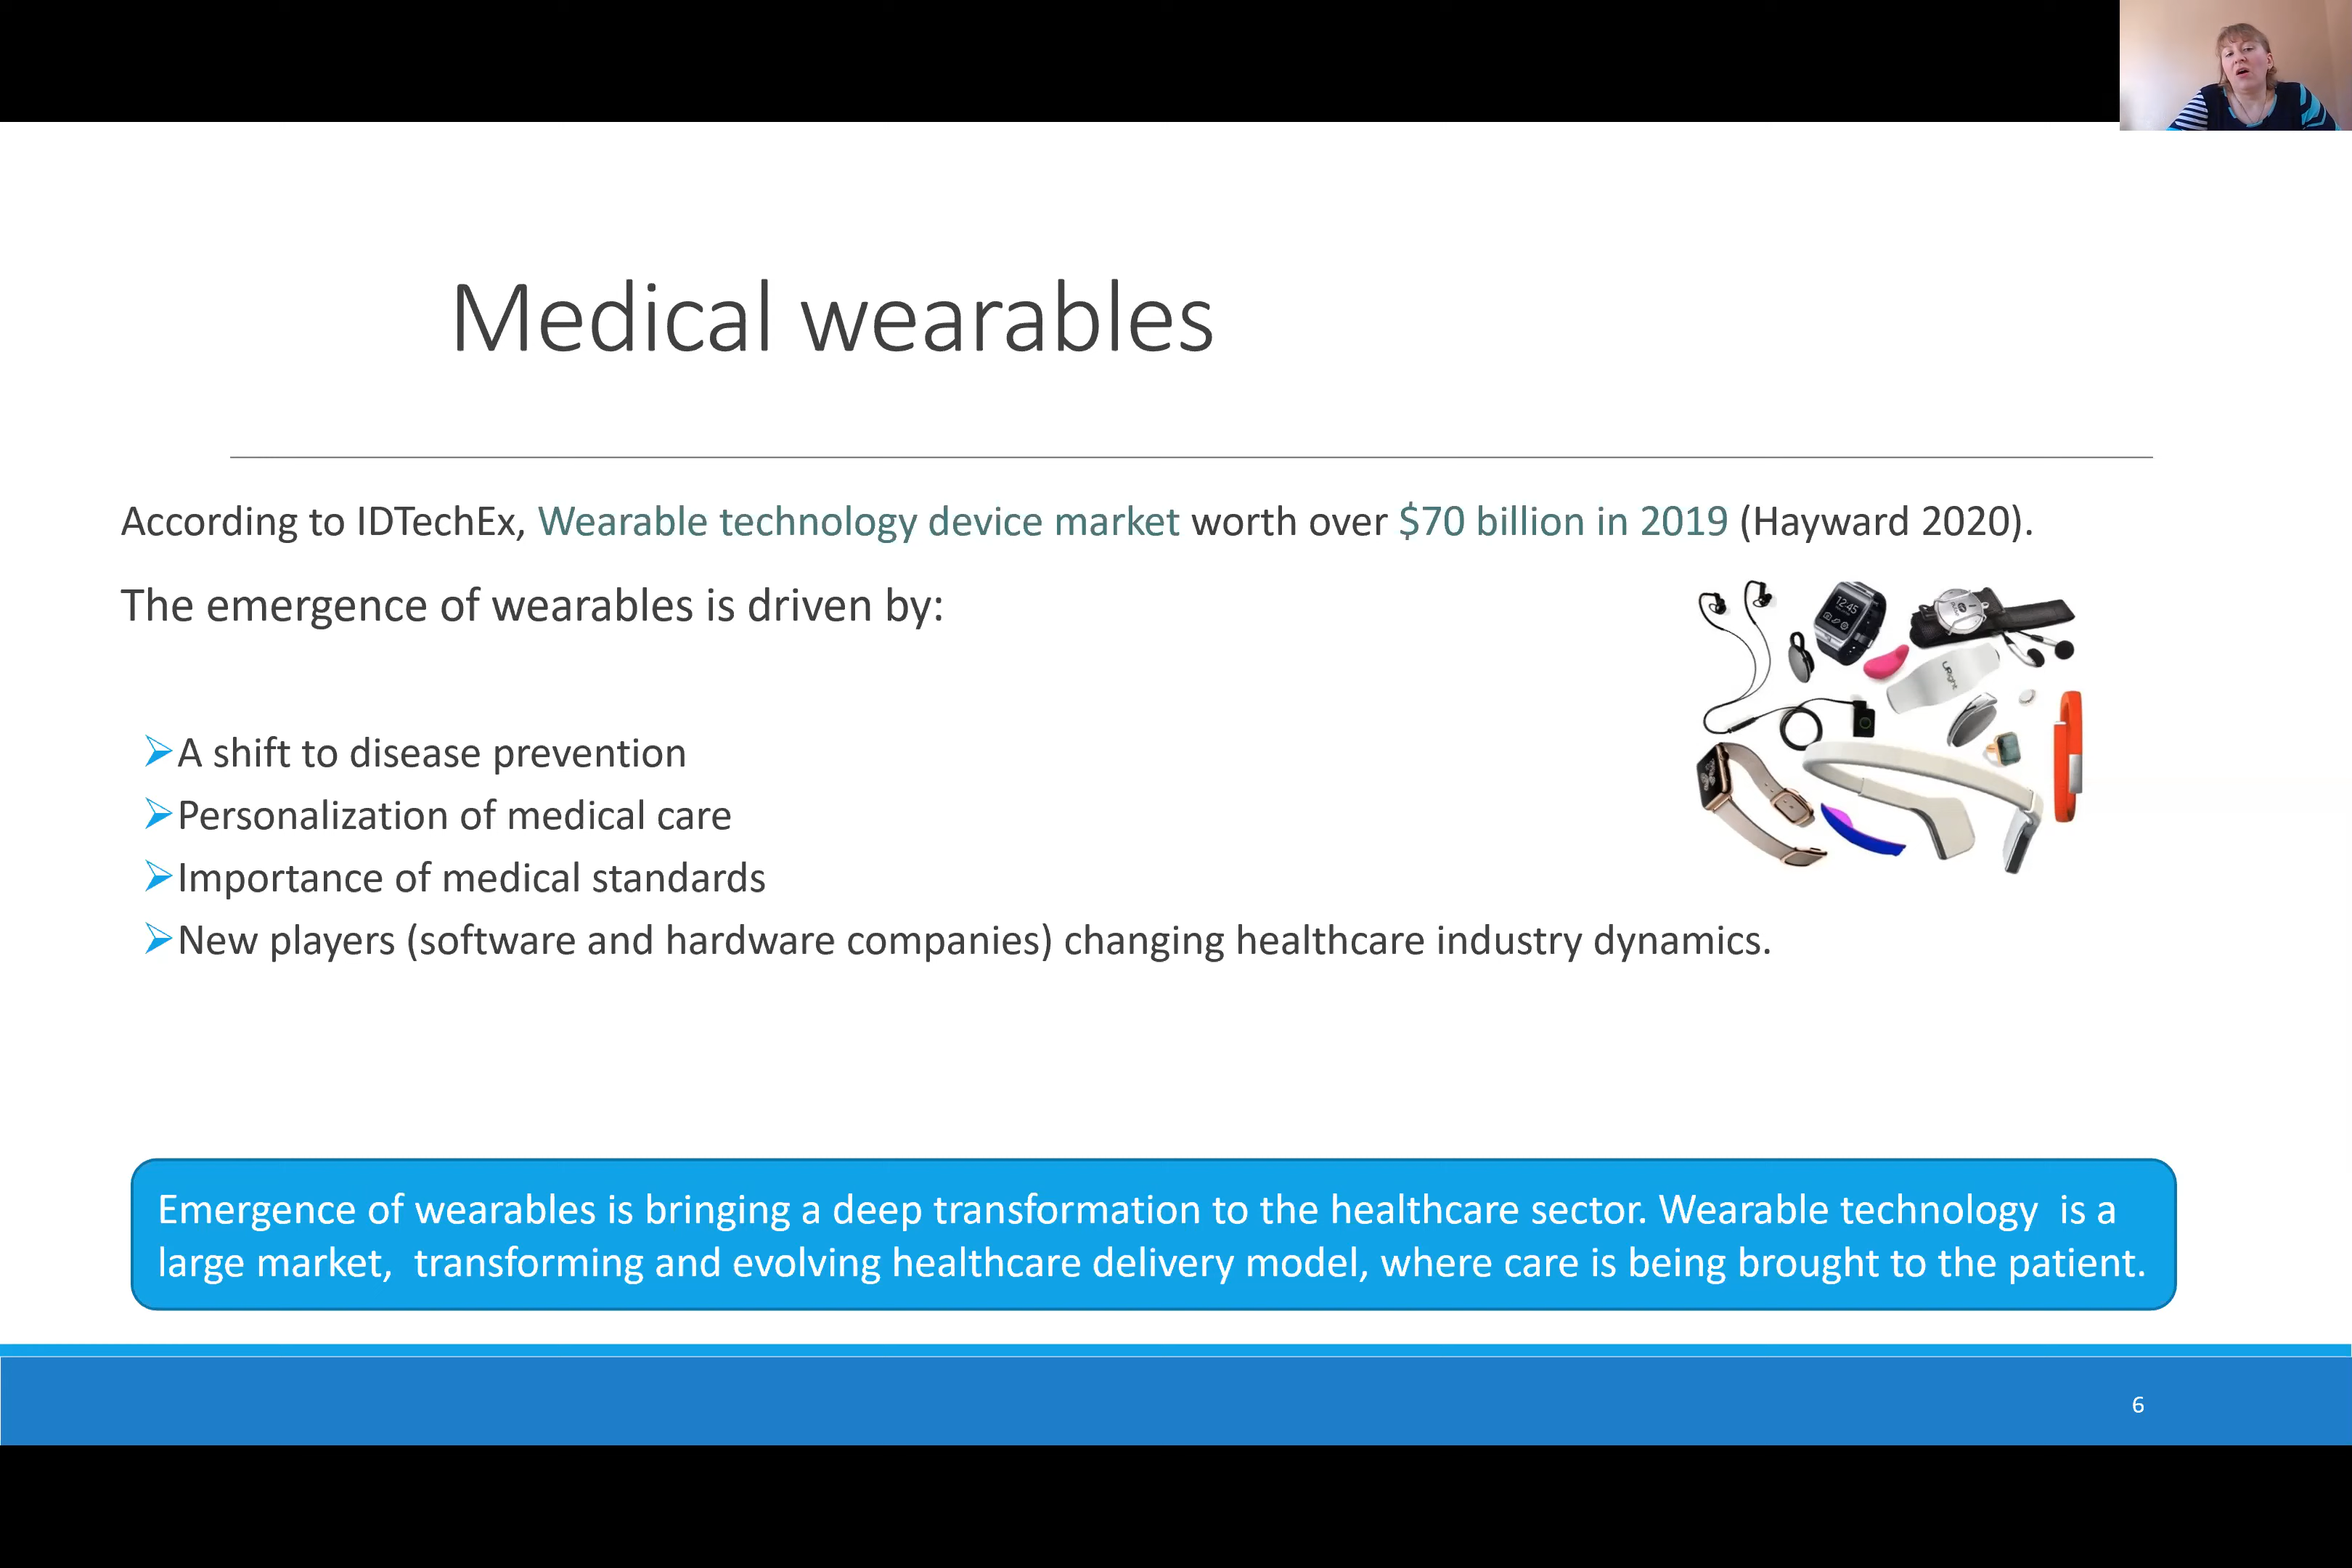 Medical wearables
According to IDTechEx, Wearable technology device market worth over $70 billion in 2019 (Hayward 2020).
The emergence of wearables is driven by:
12:45
UPRIGHT
➢A shift to disease prevention
➢Personalization of medical care
➢Importance of medical standards
➢New players (software and hardware companies) changing healthcare industry dynamics.
Emergence of wearables is bringing a deep transformation to the healthcare sector. Wearable technology  is a
large market,  transforming and evolving healthcare delivery model, where care is being brought to the patient.
6